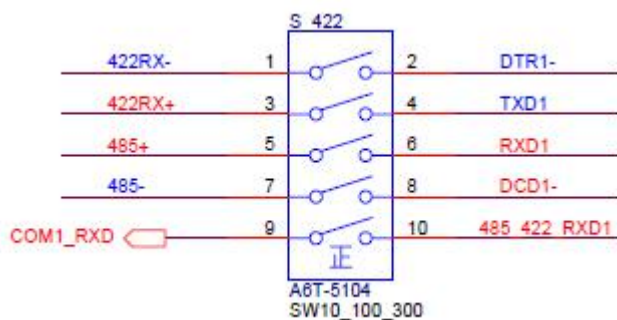 S_422
422RX- 1 2 DTR1-
422RX+ 3 4 TXD1
485+ 5 6 RXD1
485- 7 8 DCD1-
COM1_RXD 9 10 485_422_RXD1
正
A6T-5104
SW10_100_300